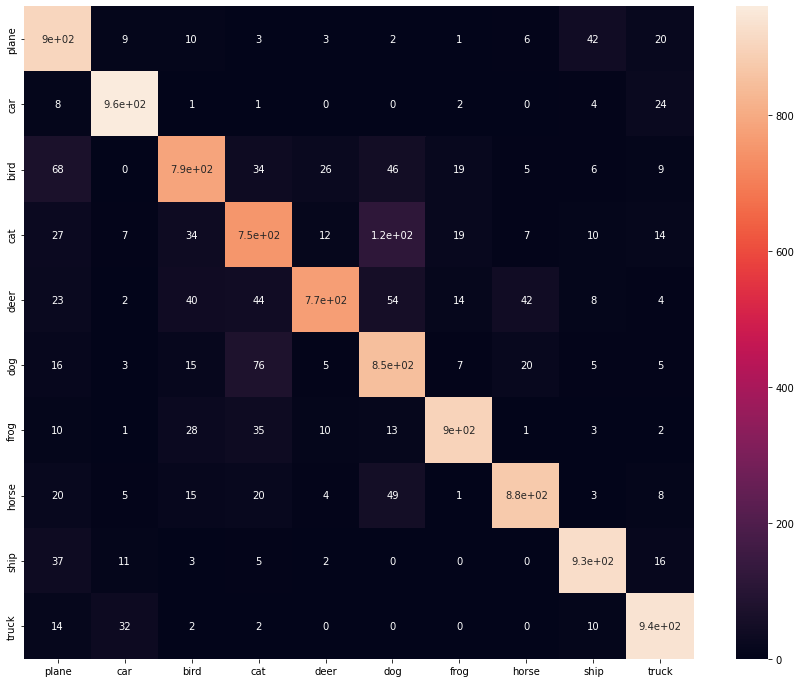 plane 9e+02 9 10 3 3 2 1 6 42 20
car 8 9.6e+02 1 1 0 0 2 0 4 24
bird 68 0 7.9e+02 34 26 46 19 5 6 9
cat 27 7 34 7.5e+02 12 1.2e+02 19 7 10 14
deer 23 2 40 44 7.7e+02 54 14 42 8 4
dog 16 3 15 76 5 8.5e+02 7 20 5 5
frog 10 1 28 35 10 13 9e+02 1 3 2
horse 20 5 15 20 4 49 1 8.8e+02 3 8
ship 37 11 3 5 2 0 0 0 9.3e+02 16
truck 14 32 2 2 0 0 0 0 10 9.4e+02
plane car bird cat deer dog frog horse ship truck
800
600
400
200
0